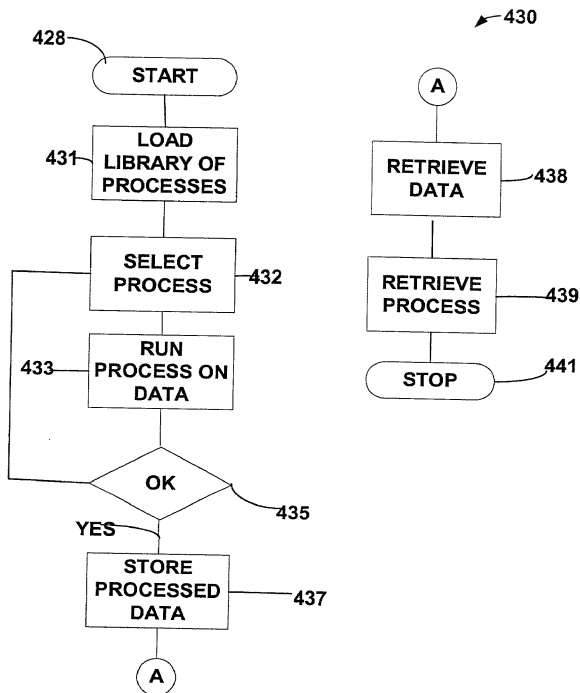 428
START
431
LOAD
LIBRARY OF
PROCESSES
SELECT
PROCESS
432
433
RUN
PROCESS ON
DATA
OK
435
YES
STORE
PROCESSED
DATA
437
A
430
A
RETRIEVE
DATA
438
RETRIEVE
PROCESS
439
STOP
441